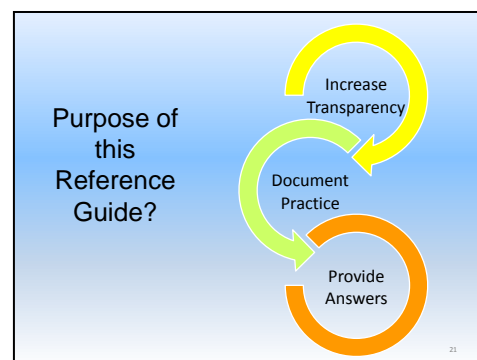 Purpose of
this
Reference
Guide?
Increase
Transparency
Document
Practice
Provide
Answers
21